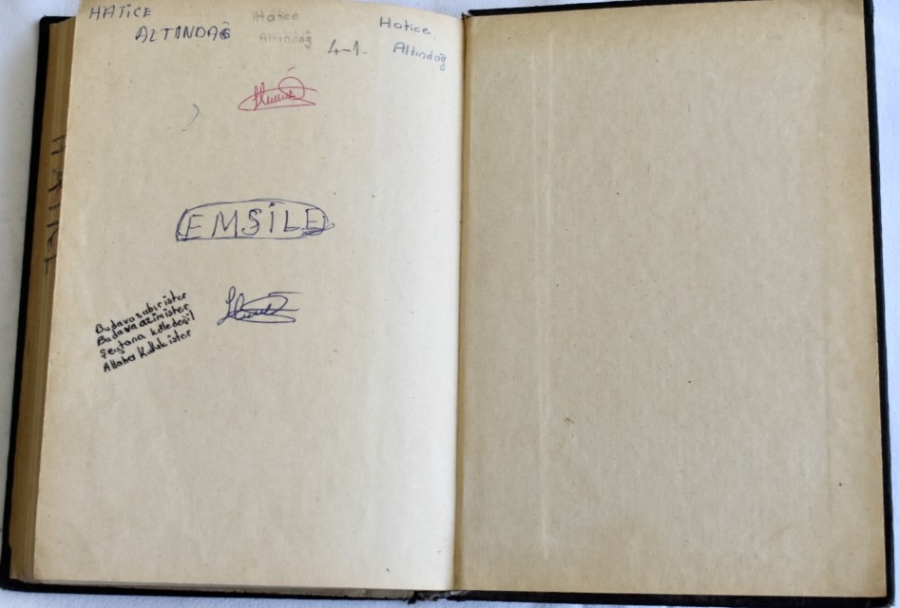 HATİCE
ALTINDAĞ
Hatice
Altındağ
4-1-
Hatice
Altındağ
EMSİLE
Bu dava sabır ister
Bu dava azim ister
Şeytana köle değil
Allaha kulluk ister